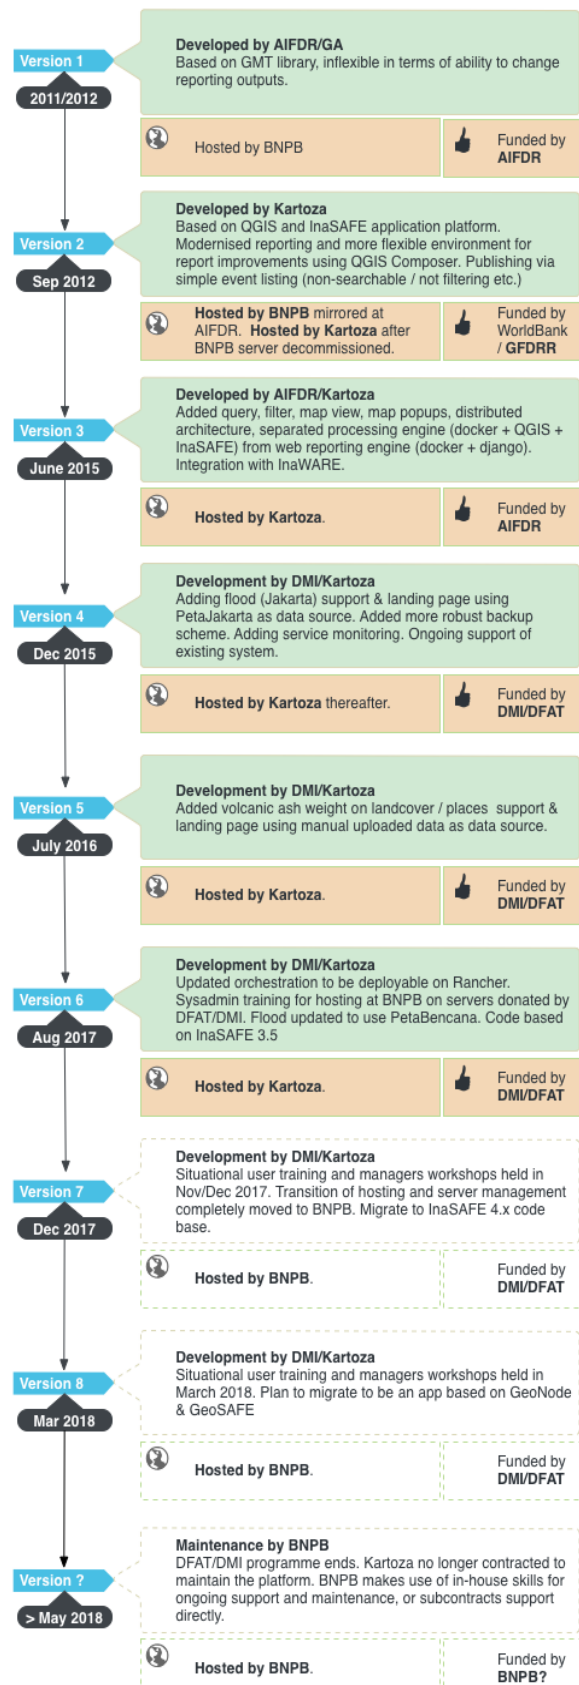 Developed by AIFDR/GA
Based on GMT library, inflexible in terms of ability to change
reporting outputs.
Version 1
2011/2012
Hosted by BNPB
Funded by
AIFDR
Developed by Kartoza
Based on QGIS and InaSAFE application platform.
Modernised reporting and more flexible environment for
report improvements using QGIS Composer. Publishing via
simple event listing (non-searchable / not filtering etc.)
Version 2
Sep 2012
Hosted by BNPB mirrored at
AIFDR. Hosted by Kartoza after
BNPB server decommissioned.
Funded by
WorldBank
/ GFDRR
Developed by AIFDR/Kartoza
Added query, filter, map view, map popups, distributed
architecture, separated processing engine (docker + QGIS +
InaSAFE) from web reporting engine (docker + django).
Integration with InaWARE.
Version 3
June 2015
Hosted by Kartoza.
Funded by
AIFDR
Development by DMI/Kartoza
Adding flood (Jakarta) support & landing page using
PetaJakarta as data source. Added more robust backup
scheme. Adding service monitoring. Ongoing support of
existing system.
Version 4
Dec 2015
Hosted by Kartoza thereafter.
Funded by
DMI/DFAT
Development by DMI/Kartoza
Added volcanic ash weight on landcover / places support &
landing page using manual uploaded data as data source.
Version 5
July 2016
Hosted by Kartoza.
Funded by
DMI/DFAT
Development by DMI/Kartoza
Updated orchestration to be deployable on Rancher.
Sysadmin training for hosting at BNPB on servers donated by
DFAT/DMI. Flood updated to use PetaBencana. Code based
on InaSAFE 3.5
Version 6
Aug 2017
Hosted by Kartoza.
Funded by
DMI/DFAT
Development by DMI/Kartoza
Situational user training and managers workshops held in
Nov/Dec 2017. Transition of hosting and server management
completely moved to BNPB. Migrate to InaSAFE 4.x code
base.
Version 7
Dec 2017
Hosted by BNPB.
Funded by
DMI/DFAT
Development by DMI/Kartoza
Situational user training and managers workshops held in
March 2018. Plan to migrate to be an app based on GeoNode
& GeoSAFE
Version 8
Mar 2018
Hosted by BNPB.
Funded by
DMI/DFAT
Maintenance by BNPB
DFAT/DMI programme ends. Kartoza no longer contracted to
maintain the platform. BNPB makes use of in-house skills for
ongoing support and maintenance, or subcontracts support
directly.
Version ?
> May 2018
Hosted by BNPB.
Funded by
BNPB?